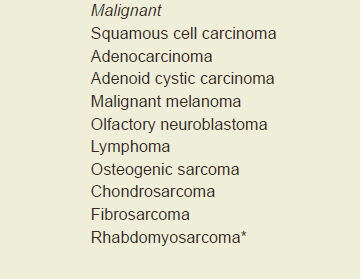 Malignant
Squamous cell carcinoma
Adenocarcinoma
Adenoid cystic carcinoma
Malignant melanoma
Olfactory neuroblastoma
Lymphoma
Osteogenic sarcoma
Chondrosarcoma
Fibrosarcoma
Rhabdomyosarcoma*